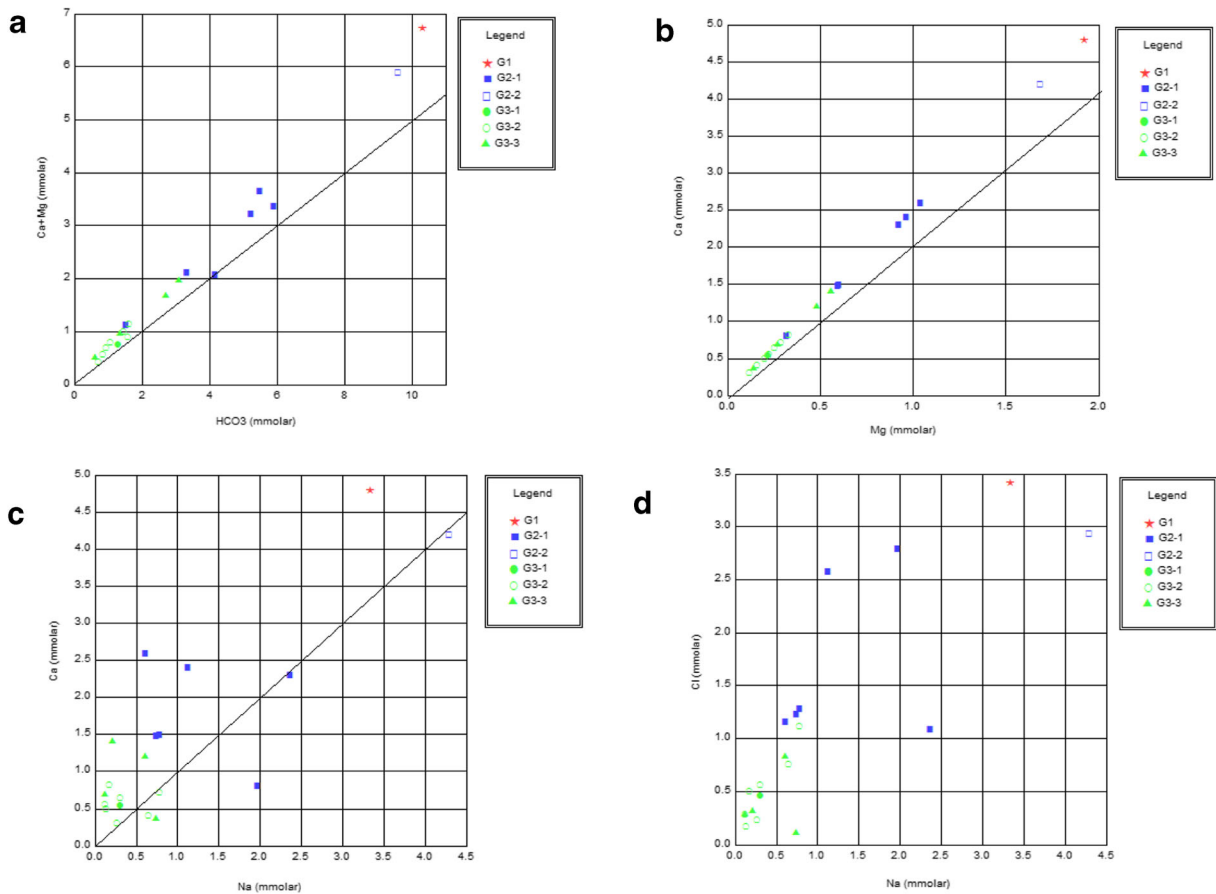 a
7
6
5
4
3
2
1
0
0 2 4 6 8 10
Ca+Mg (mmolar)
HCO3 (mmolar)
Legend
G1
G2-1
G2-2
G3-1
G3-2
G3-3
b
5.0
4.5
4.0
3.5
3.0
2.5
2.0
1.5
1.0
0.5
0.0
0.0 0.5 1.0 1.5 2.0
Ca (mmolar)
Mg (mmolar)
Legend
G1
G2-1
G2-2
G3-1
G3-2
G3-3
c
5.0
4.5
4.0
3.5
3.0
2.5
2.0
1.5
1.0
0.5
0.0
0.0 0.5 1.0 1.5 2.0 2.5 3.0 3.5 4.0 4.5
Ca (mmolar)
Na (mmolar)
Legend
G1
G2-1
G2-2
G3-1
G3-2
G3-3
d
3.5
3.0
2.5
2.0
1.5
1.0
0.5
0.0
0.0 0.5 1.0 1.5 2.0 2.5 3.0 3.5 4.0 4.5
Cl (mmolar)
Na (mmolar)
Legend
G1
G2-1
G2-2
G3-1
G3-2
G3-3